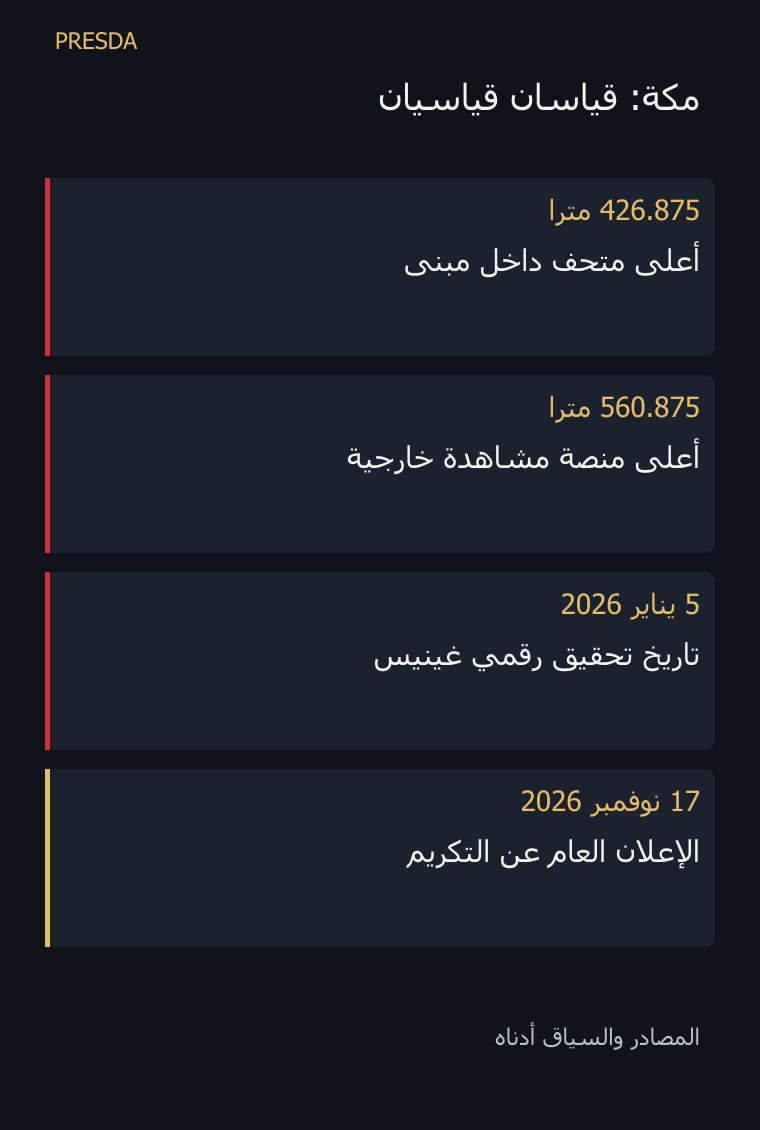 PRESDA
مكة: قياسان قياسيان
426.875 مترا
أعلى متحف داخل مبنى
560.875 مترا
أعلى منصة مشاهدة خارجية
5 يناير 2026
تاريخ تحقيق رقمي غينيس
17 نوفمبر 2026
الإعلان العام عن التكريم
المصادر والسياق أدناه